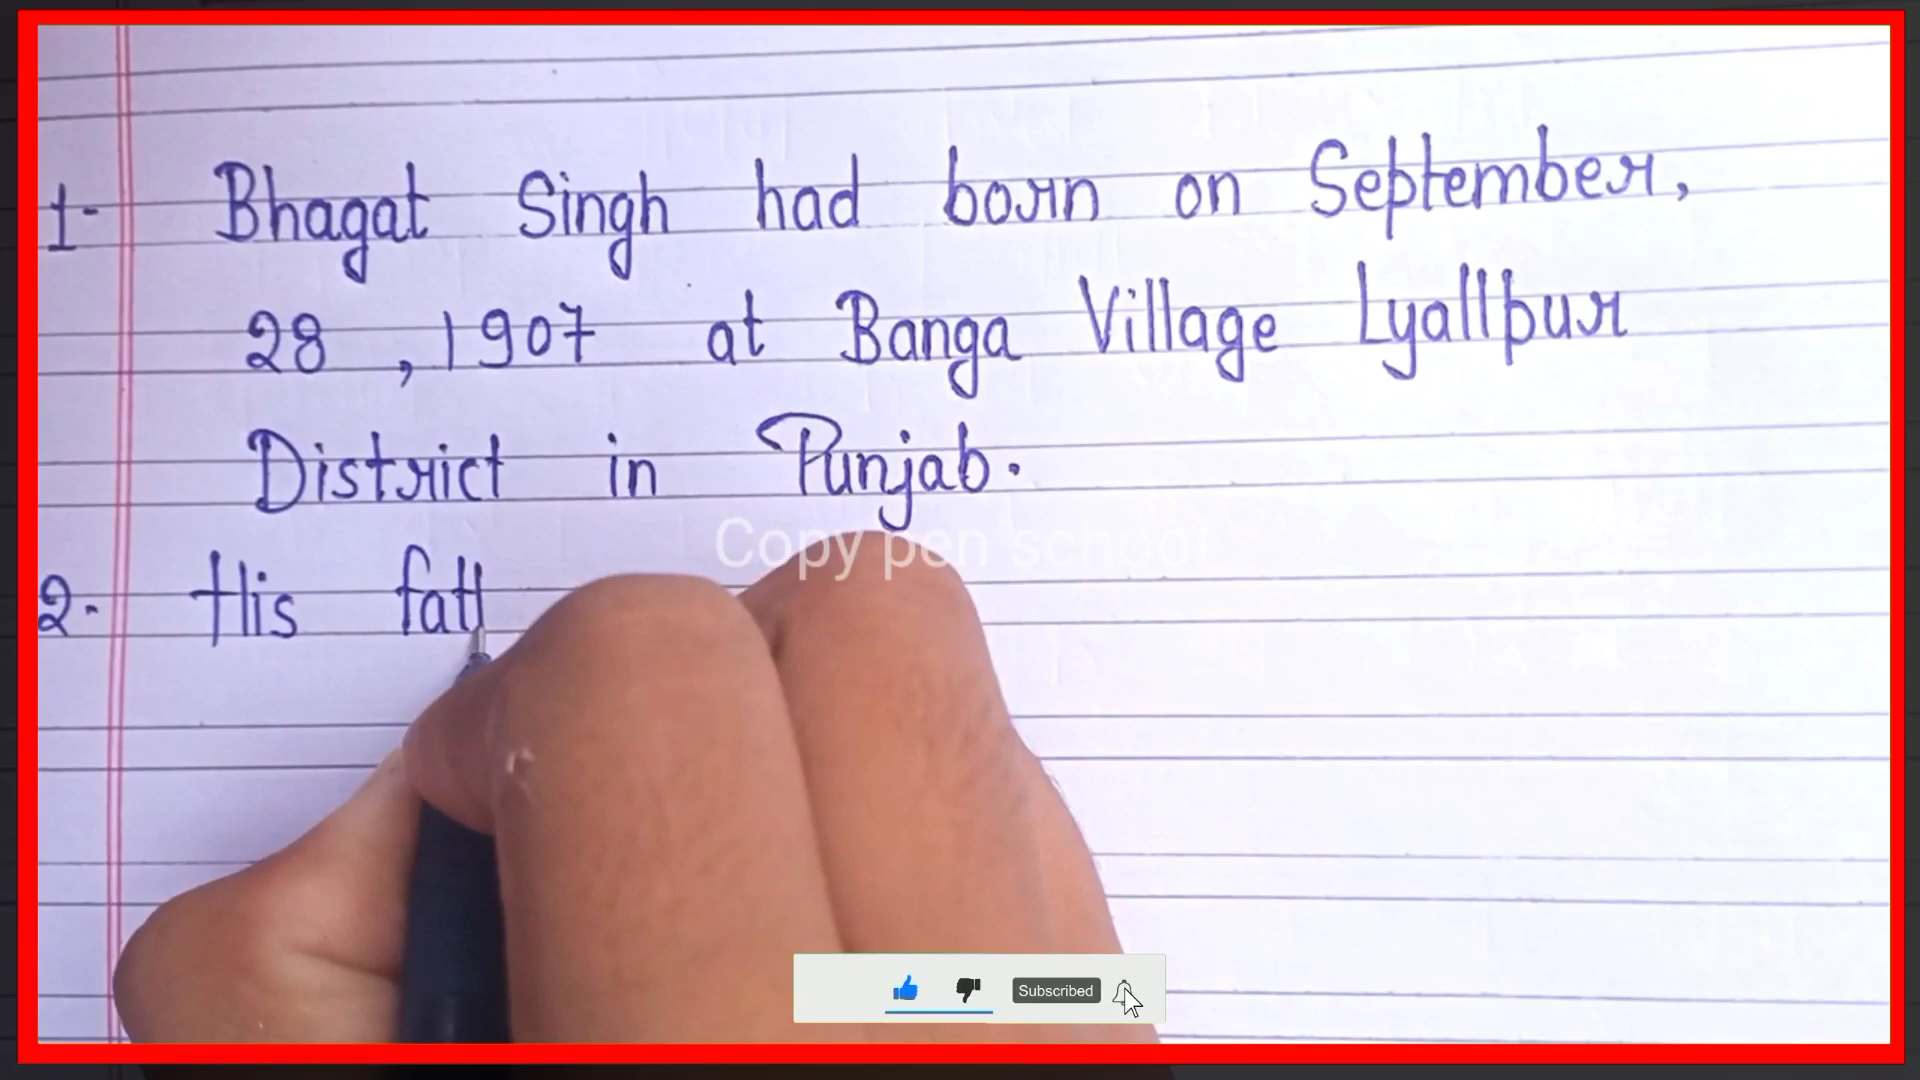 1- Bhagat Singh had born on September,
28 ,1907 at Banga Village Lyallpur
District in Punjab.
Copy pen school
2. His fath
Subscribed